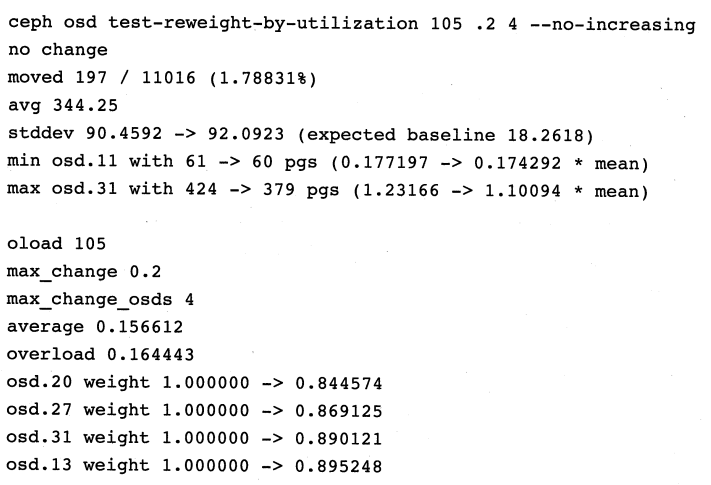 ceph osd test-reweight-by-utilization 105 .2 4 --no-increasing
no change
moved 197 / 11016 (1.78831%)
avg 344.25
stddev 90.4592 -> 92.0923 (expected baseline 18.2618)
min osd.11 with 61 -> 60 pgs (0.177197 -> 0.174292 * mean)
max osd.31 with 424 -> 379 pgs (1.23166 -> 1.10094 * mean)
oload 105
max_change 0.2
max_change_osds 4
average 0.156612
overload 0.164443
osd.20 weight 1.000000 -> 0.844574
osd.27 weight 1.000000 -> 0.869125
osd.31 weight 1.000000 -> 0.890121
osd.13 weight 1.000000 -> 0.895248